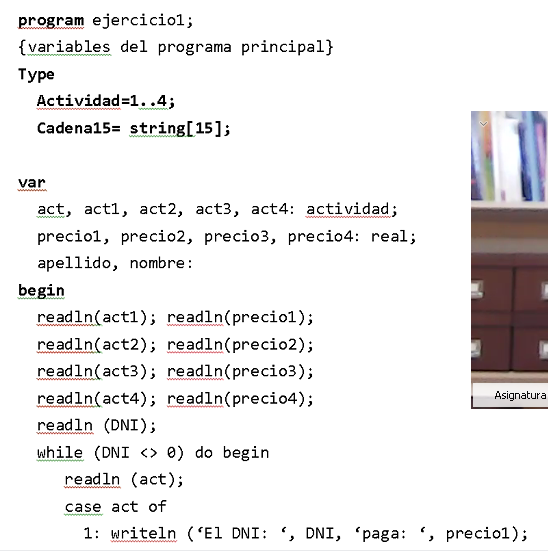 program ejercicio1;
{variables del programa principal}
Type
Actividad=1..4;
Cadena15= string[15];
var
act, act1, act2, act3, act4: actividad;
precio1, precio2, precio3, precio4: real;
apellido, nombre:
begin
readln(act1); readln(precio1);
readln(act2); readln(precio2);
readln(act3); readln(precio3);
readln(act4); readln(precio4);
readln (DNI);
while (DNI <> 0) do begin
readln (act);
case act of
1: writeln (‘El DNI: ‘, DNI, ‘paga: ‘, precio1);
Asignatura